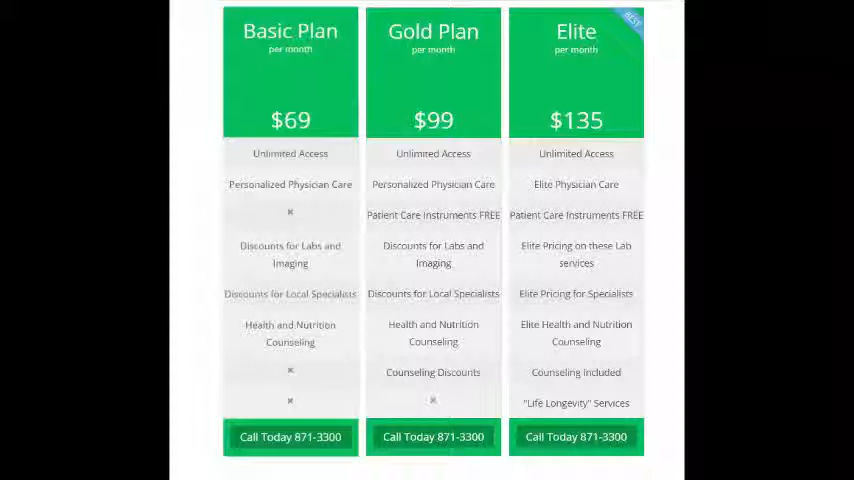 Basic Plan
per month
$69
Unlimited Access
Personalized Physician Care
Discounts for Labs and
Imaging
Discounts for Local Specialists
Health and Nutrition
Counseling
Call Today 871-3300
Gold Plan
per month
$99
Unlimited Access
Personalized Physician Care
Patient Care Instruments FREE
Discounts for Labs and
Imaging
Discounts for Local Specialists
Health and Nutrition
Counseling
Counseling Discounts
Call Today 871-3300
BEST
Elite
per month
$135
Unlimited Access
Elite Physician Care
Patient Care Instruments FREE
Elite Pricing on these Lab
services
Elite Pricing for Specialists
Elite Health and Nutrition
Counseling
Counseling Included
"Life Longevity" Services
Call Today 871-3300